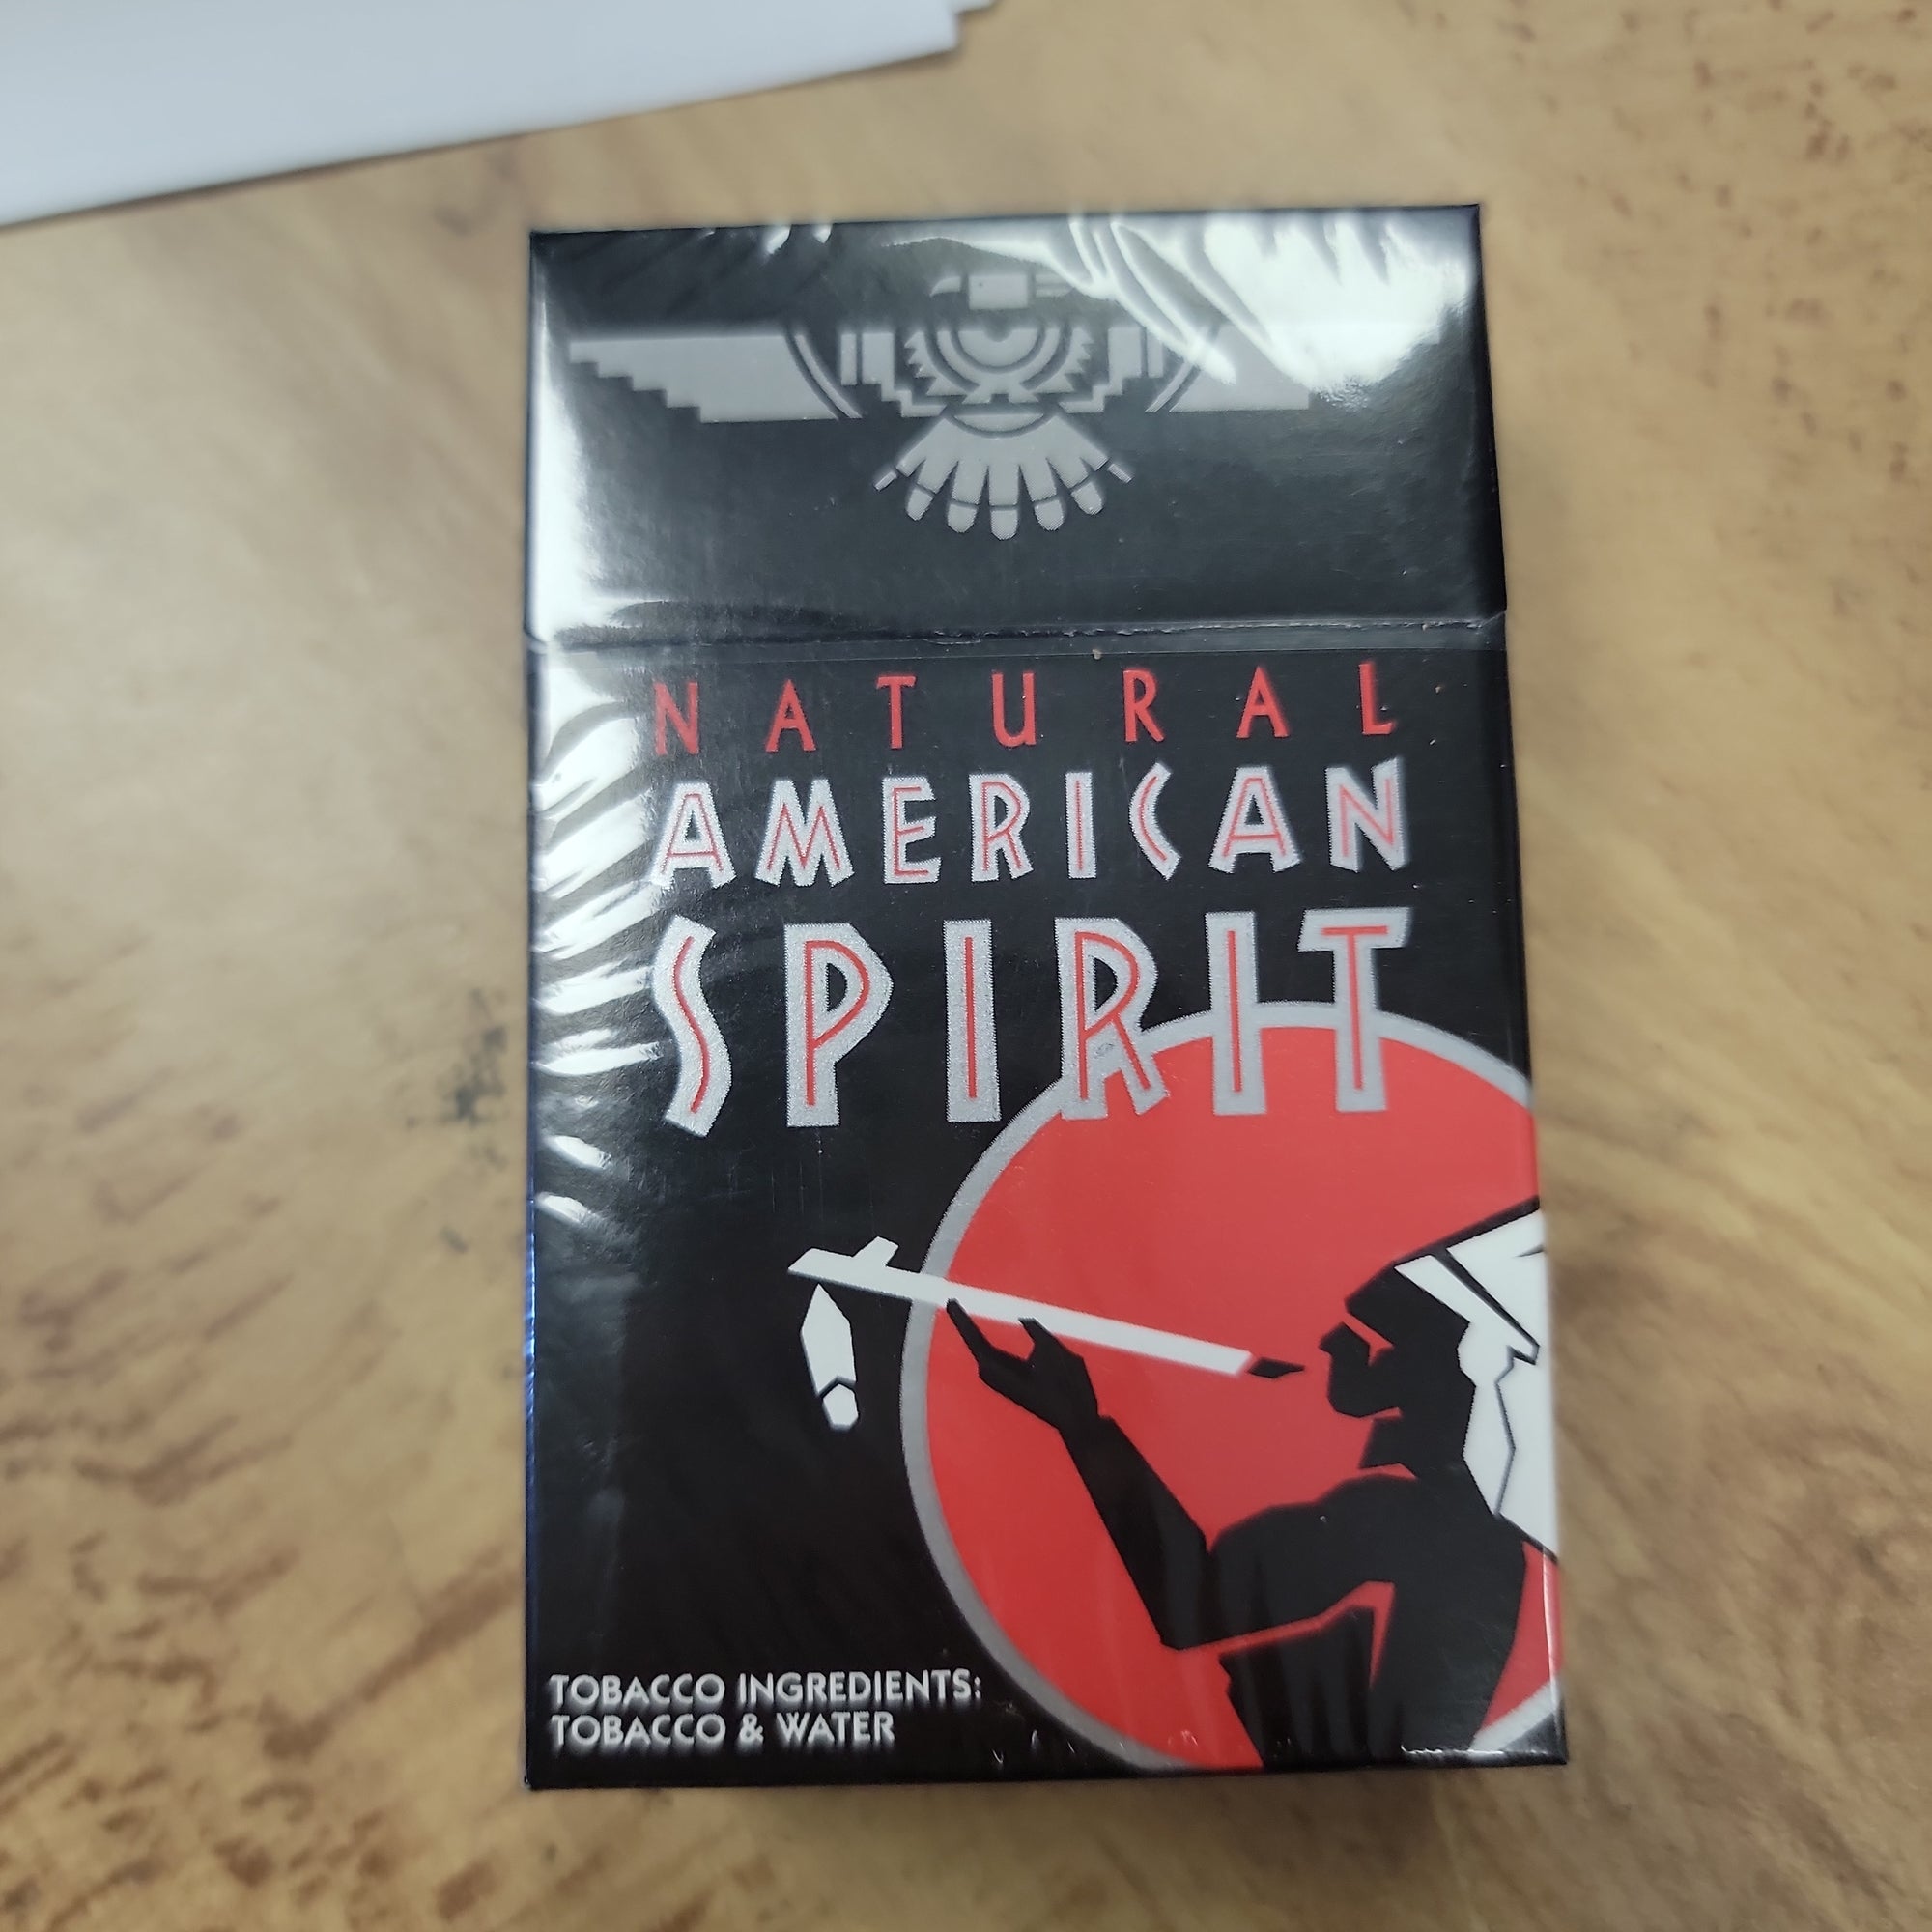 NATURAL
AMERICAN
SPIRIT
TOBACCO INGREDIENTS:
TOBACCO & WATER